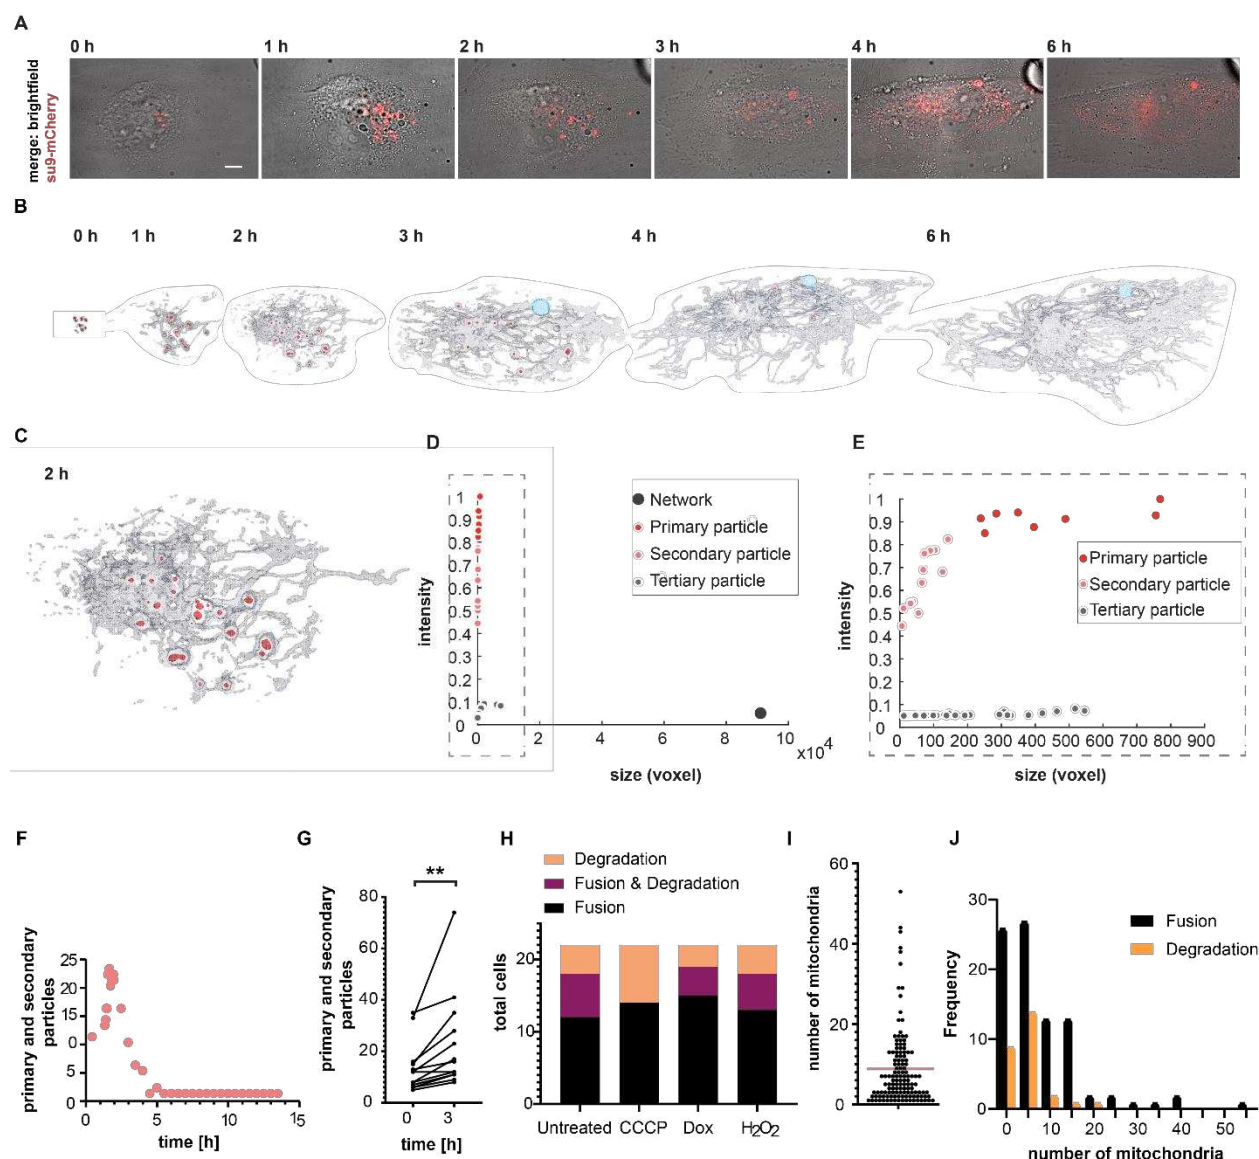 A
0 h
1 h
2 h
3 h
4 h
6 h
merge: brightfield
su9-mCherry
B
0 h
1 h
2 h
3 h
4 h
6 h
C
2 h
D
1
0.9
0.8
0.7
0.6
0.5
0.4
0.3
0.2
0.1
0
intensity
0
2
4
6
8
10
x10⁴
size (voxel)
Network
Primary particle
Secondary particle
Tertiary particle
E
1
0.9
0.8
0.7
0.6
0.5
0.4
0.3
0.2
0.1
0
intensity
0 100 200 300 400 500 600 700 800 900
size (voxel)
Primary particle
Secondary particle
Tertiary particle
F
primary and secondary
particles
25
20
15
0
5
0
0
5
10
15
time [h]
G
primary and secondary
particles
**
80
60
40
20
0
0
3
time [h]
H
Degradation
Fusion & Degradation
Fusion
total cells
20
10
0
Untreated CCCP Dox H₂O₂
I
number of mitochondria
60
40
20
0
J
Frequency
30
20
10
0
Fusion
Degradation
0 10 20 30 40 50
number of mitochondria